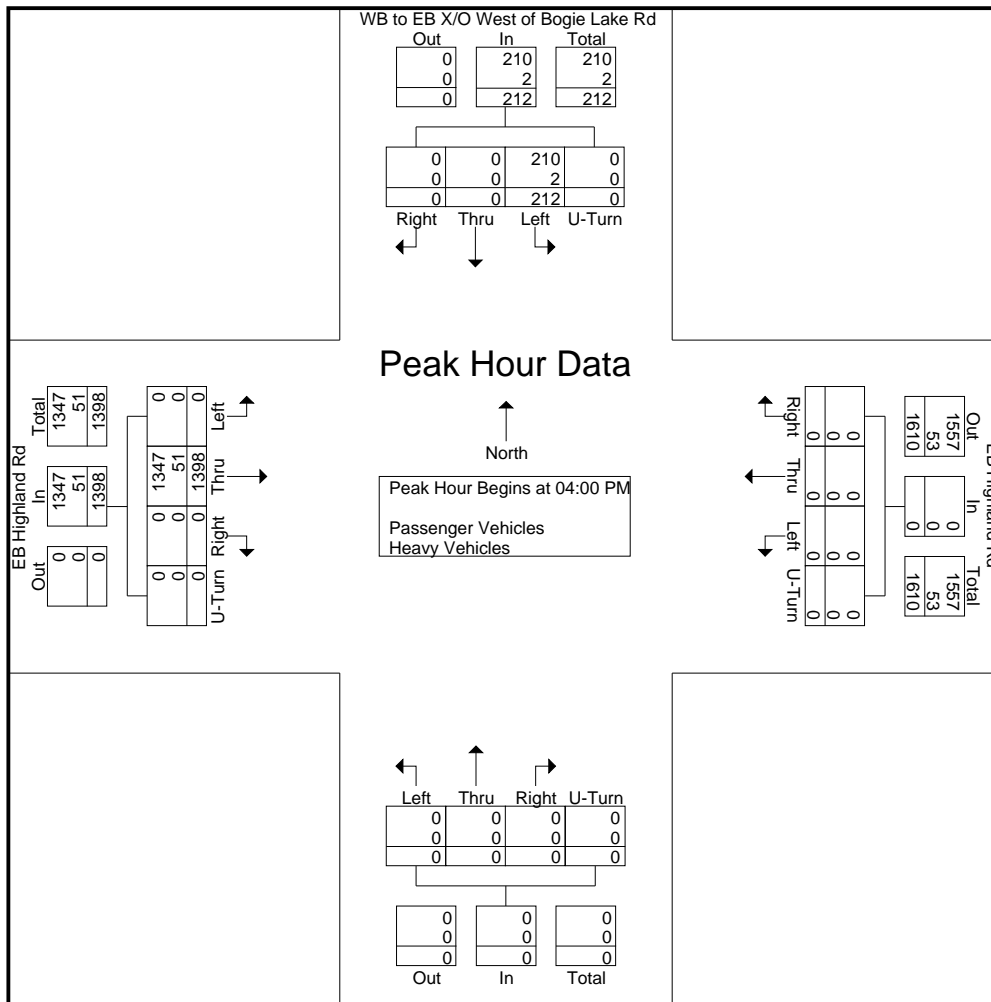 WB to EB X/O West of Bogie Lake Rd
Out In Total
0 210 210
0 2 2
0 212 212
0 0 210 0
0 0 2 0
0 0 212 0
Right Thru Left U-Turn
Peak Hour Data
North
Peak Hour Begins at 04:00 PM
Passenger Vehicles
Heavy Vehicles
EB Highland Rd
Out In Total
0 1347 1347
0 51 51
0 1398 1398
U-Turn Right Thru Left
0 0 1347 0
0 0 51 0
0 0 1398 0
EB Highland Rd
Out In Total
1557 0 1557
53 0 53
1610 0 1610
Right Thru Left U-Turn
0 0 0 0
0 0 0 0
0 0 0 0
Left Thru Right U-Turn
0 0 0 0
0 0 0 0
0 0 0 0
0 0 0
0 0 0
0 0 0
Out In Total